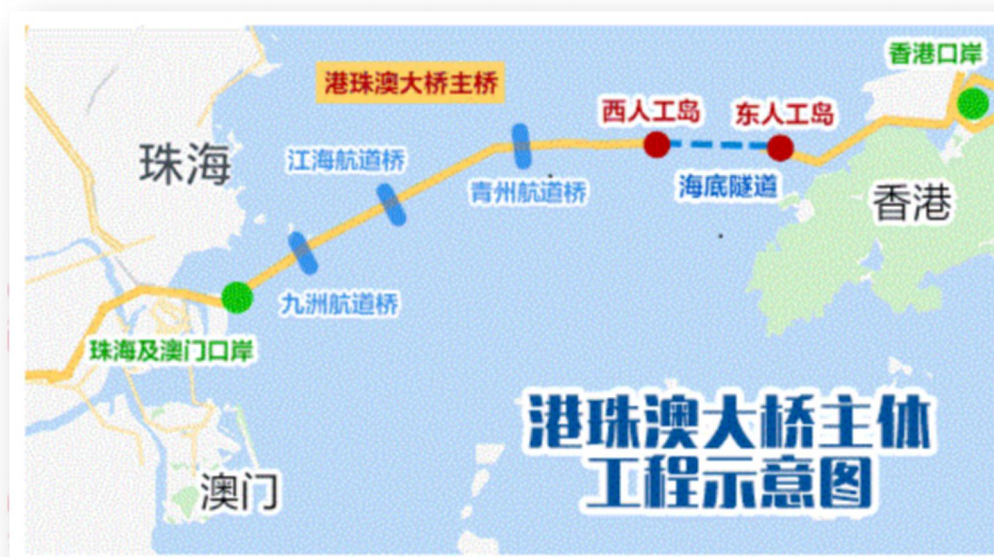 香港口岸
港珠澳大桥主桥
西人工岛
东人工岛
珠海
江海航道桥
青州航道桥
海底隧道
香港
九洲航道桥
珠海及澳门口岸
港珠澳大桥主体
工程示意图
澳门